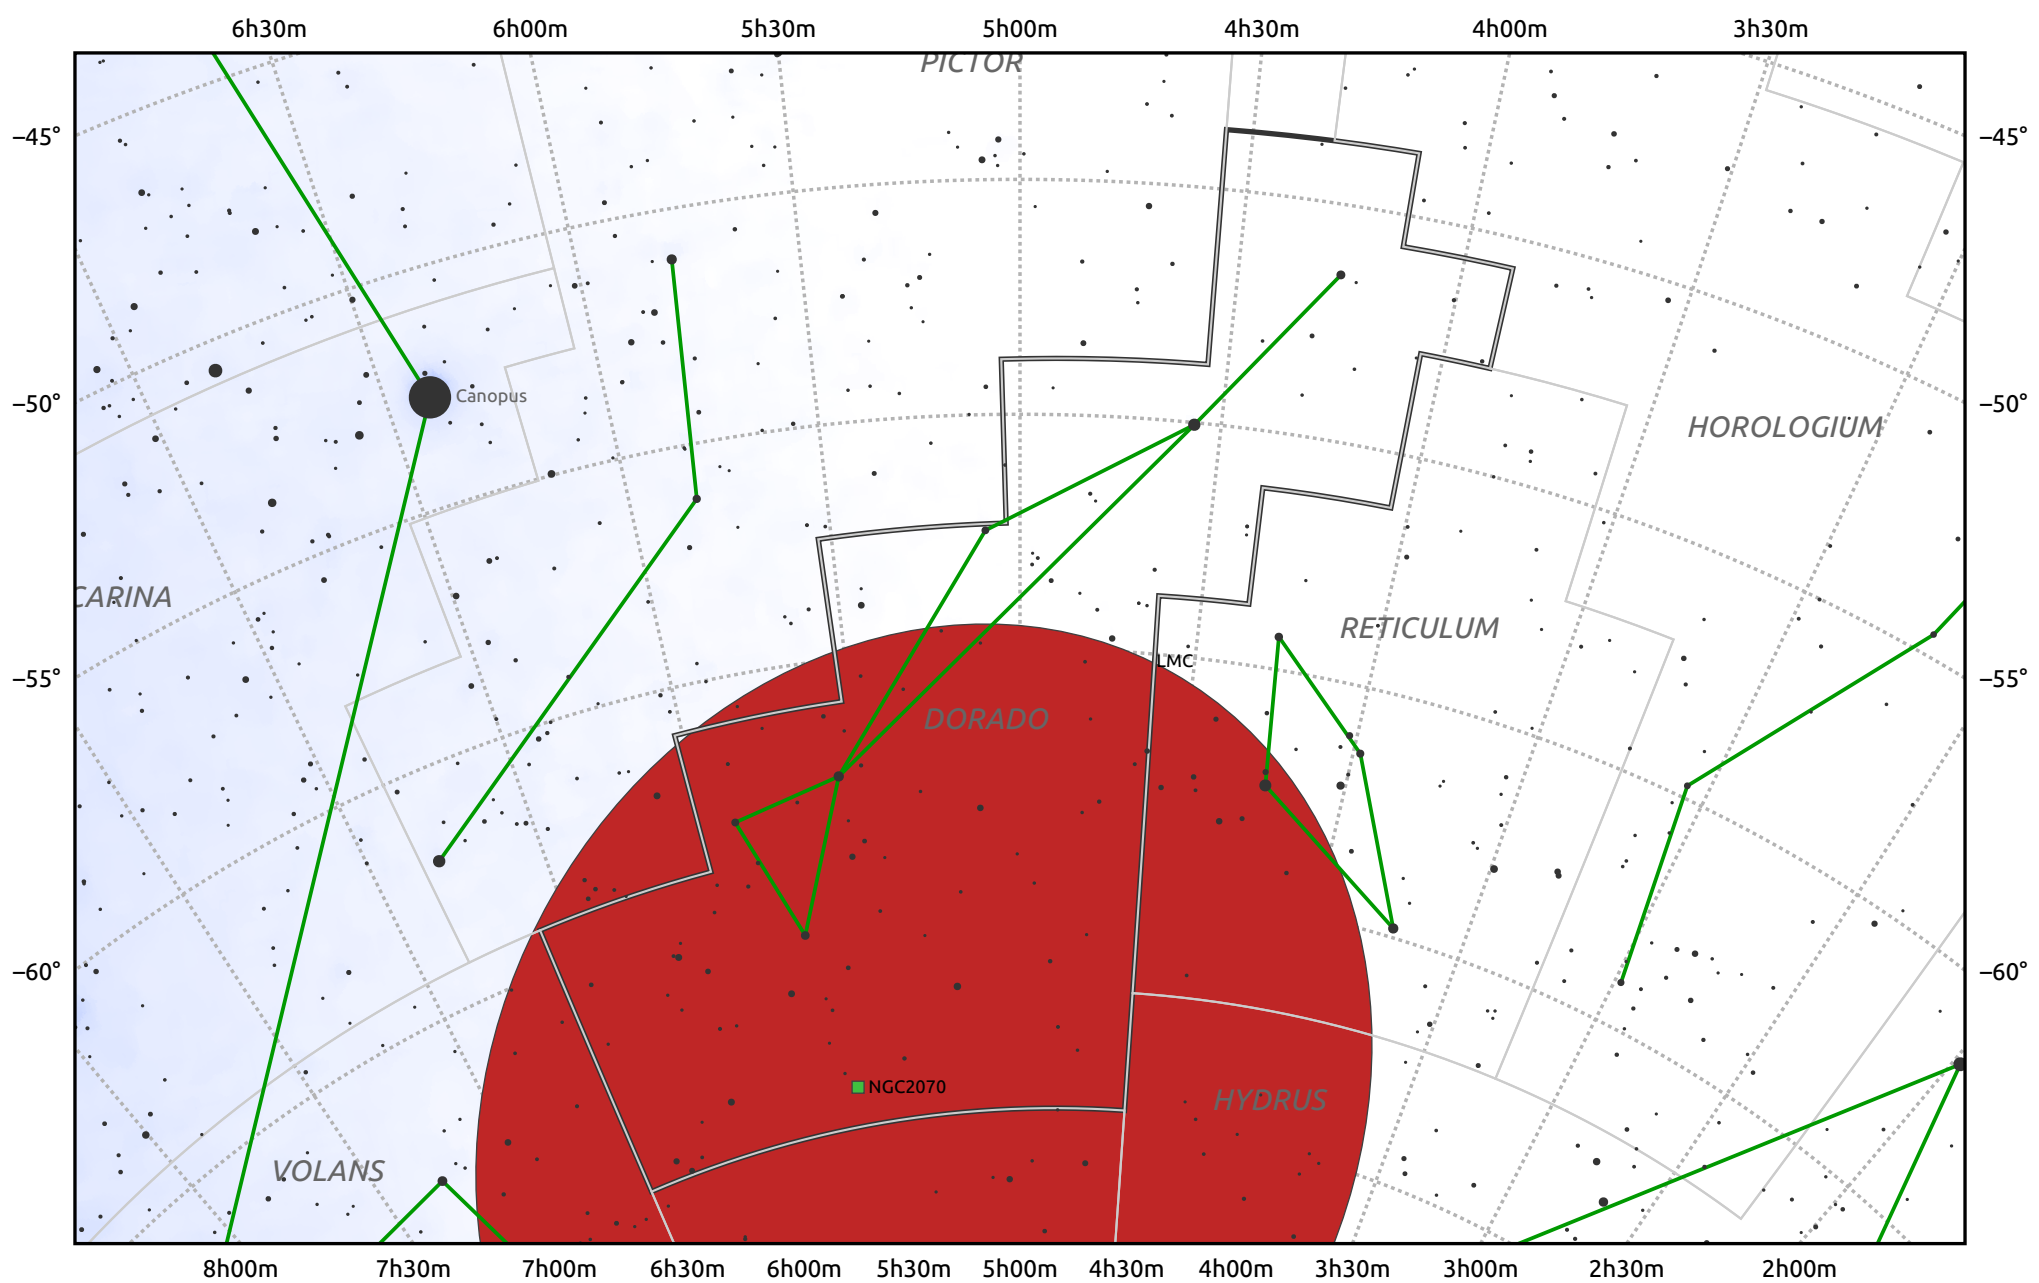 6h30m 6h00m 5h30m 5h00m 4h30m 4h00m 3h30m
PICTOR
−45° −45°
Canopus
−50° −50°
HOROLOGIUM
CARINA
RETICULUM
LMC
−55° −55°
DORADO
−60° −60°
NGC2070
HYDRUS
VOLANS
8h00m 7h30m 7h00m 6h30m 6h00m 5h30m 5h00m 4h30m 4h00m 3h30m 3h00m 2h30m 2h00m